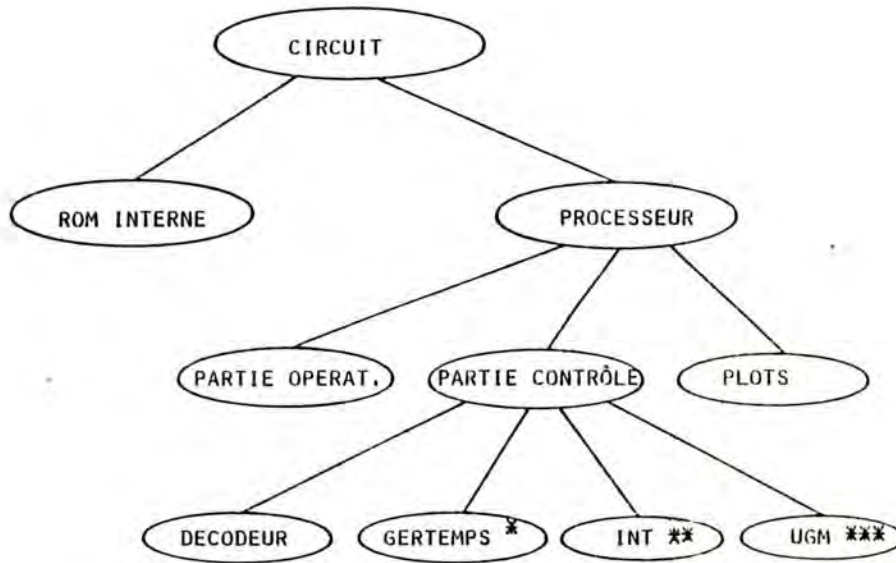 CIRCUIT
ROM INTERNE
PROCESSEUR
PARTIE OPERAT.
PARTIE CONTRÔLE
PLOTS
DECODEUR
GERTEMPS *
INT **
UGM ***